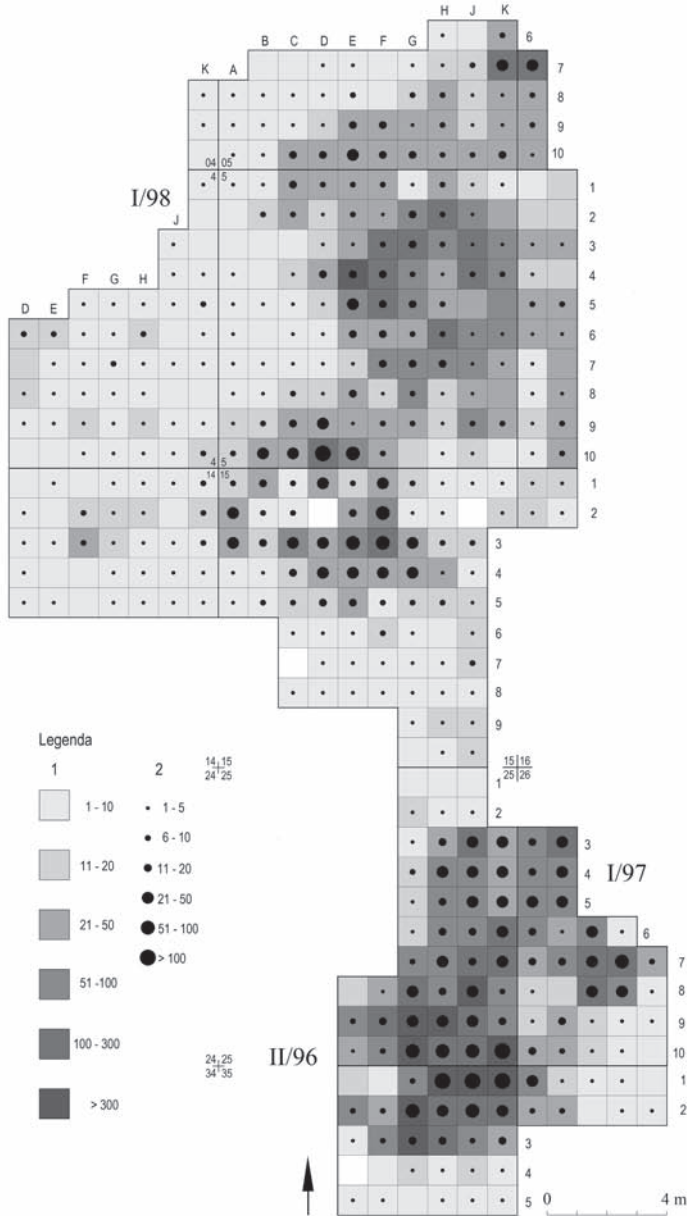 H J K
6
B C D E F G
7
K A
8
9
10
04 05
4 5
I/98
1
J
2
3
F G H
4
D E
5
6
7
8
9
4 5
10
14 15
1
2
3
4
5
6
7
8
9
Legenda
1 2
14 15
24 25
15 16
25 26
1
1 - 10
1 - 5
2
6 - 10
3
11 - 20
11 - 20
4
I/97
21 - 50
5
21 - 50
51 - 100
6
> 100
7
51 -100
8
9
100 - 300
24 25
34 35
II/96
10
1
> 300
2
3
4
5
0 4 m